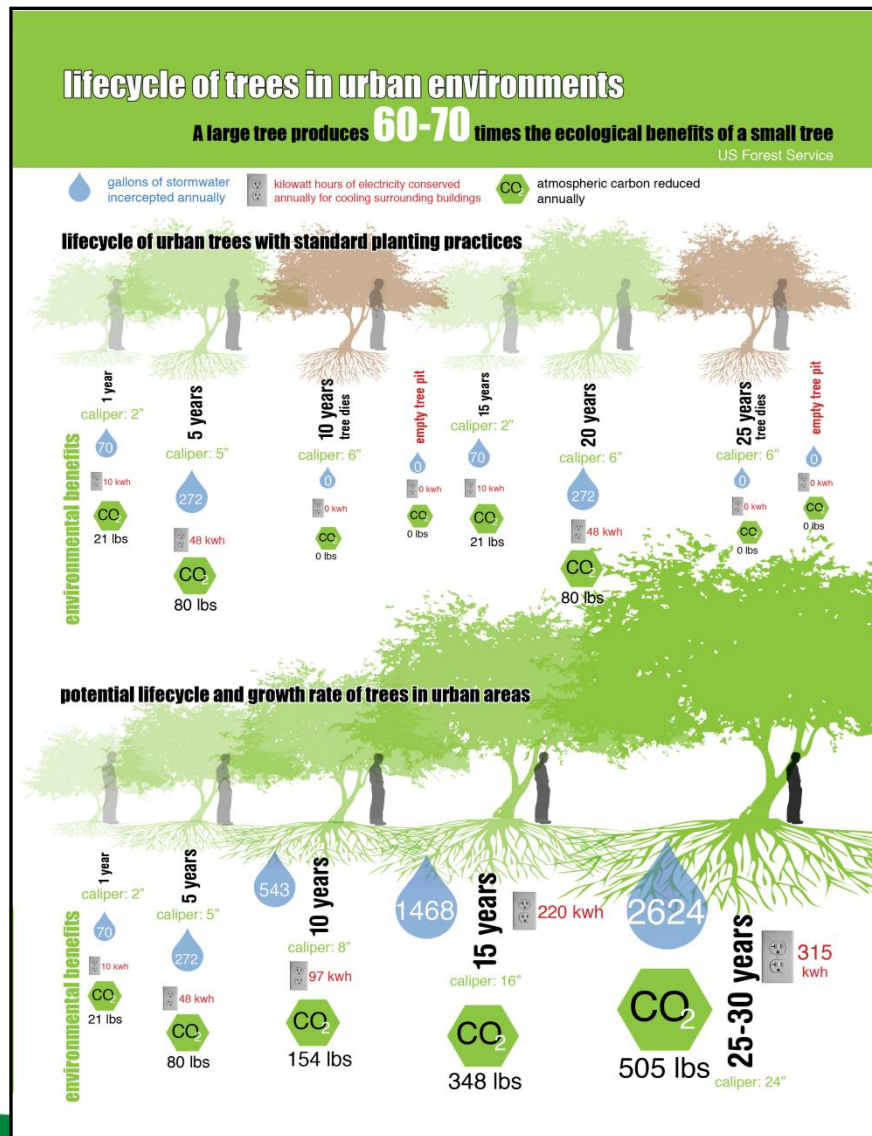 lifecycle of trees in urban environments
A large tree produces 60-70 times the ecological benefits of a small tree
US Forest Service
gallons of stormwater
incercepted annually
kilowatt hours of electricity conserved
annually for cooling surrounding buildings
CO2
atmospheric carbon reduced
annually
lifecycle of urban trees with standard planting practices
environmental benefits
1 year
caliper: 2"
70
10 kwh
CO2
21 lbs
5 years
caliper: 5"
272
48 kwh
CO2
80 lbs
10 years
tree dies
caliper: 6"
0
0 kwh
CO2
0 lbs
empty tree pit
0
0 kwh
CO2
0 lbs
15 years
caliper: 2"
70
10 kwh
CO2
21 lbs
20 years
caliper: 6"
272
48 kwh
CO2
80 lbs
25 years
tree dies
caliper: 6"
0
0 kwh
CO2
0 lbs
empty tree pit
0
0 kwh
CO2
0 lbs
potential lifecycle and growth rate of trees in urban areas
environmental benefits
1 year
caliper: 2"
70
10 kwh
CO2
21 lbs
5 years
caliper: 5"
272
48 kwh
CO2
80 lbs
543
10 years
caliper: 8"
97 kwh
CO2
154 lbs
1468
15 years
220 kwh
caliper: 16"
CO2
348 lbs
2624
25-30 years
315
kwh
CO2
505 lbs
caliper: 24"